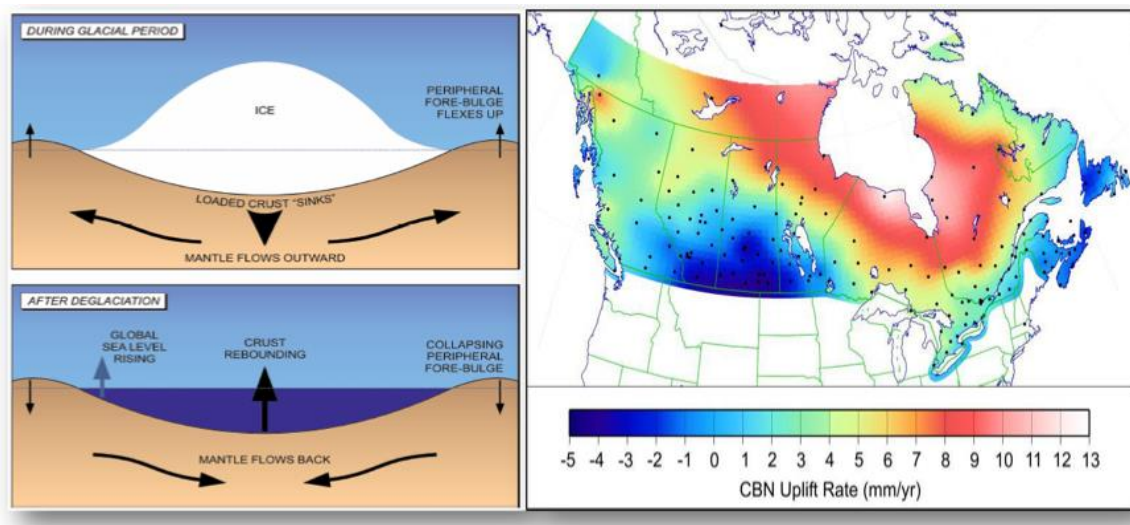 DURING GLACIAL PERIOD
ICE
PERIPHERAL
FORE-BULGE
FLEXES UP
LOADED CRUST "SINKS"
MANTLE FLOWS OUTWARD
AFTER DEGLACIATION
GLOBAL
SEA LEVEL
RISING
CRUST
REBOUNDING
COLLAPSING
PERIPHERAL
FORE-BULGE
MANTLE FLOWS BACK
-5 -4 -3 -2 -1 0 1 2 3 4 5 6 7 8 9 10 11 12 13
CBN Uplift Rate (mm/yr)